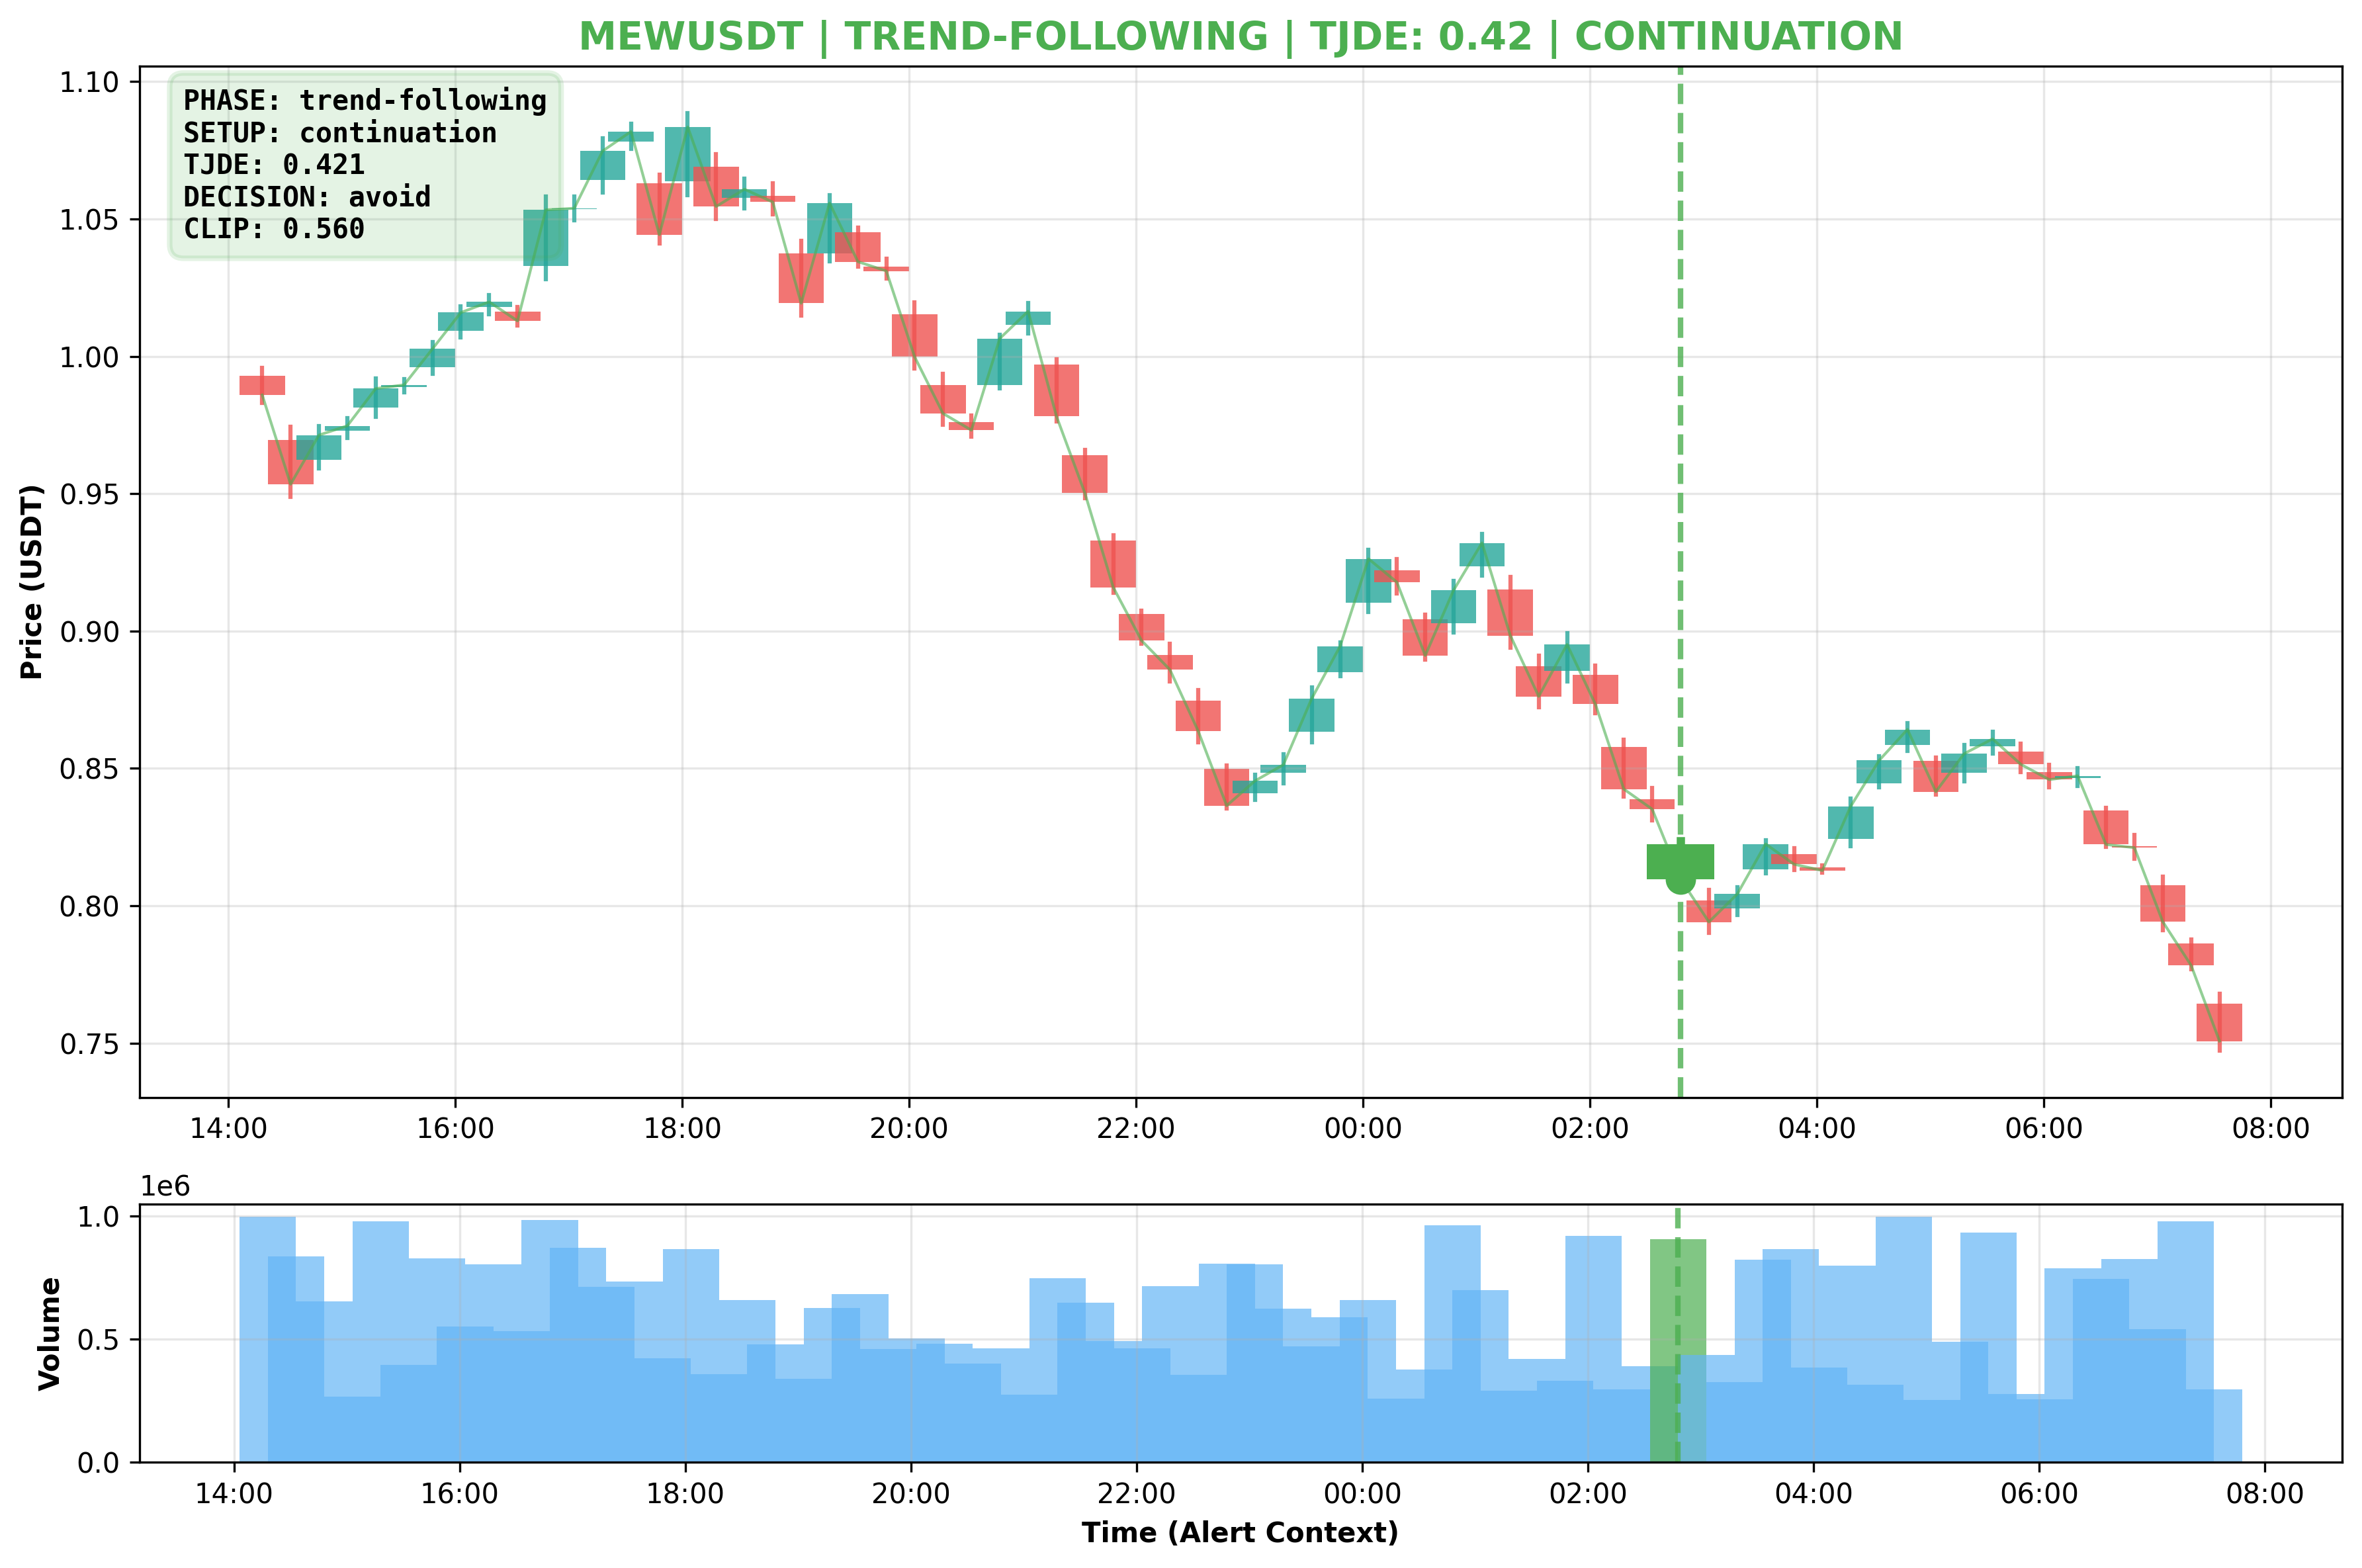 MEWUSDT | TREND-FOLLOWING | TJDE: 0.42 | CONTINUATION
PHASE: trend-following
SETUP: continuation
TJDE: 0.421
DECISION: avoid
CLIP: 0.560
Price (USDT)
1.10
1.05
1.00
0.95
0.90
0.85
0.80
0.75
14:00 16:00 18:00 20:00 22:00 00:00 02:00 04:00 06:00 08:00
1e6
Volume
1.0
0.5
0.0
14:00 16:00 18:00 20:00 22:00 00:00 02:00 04:00 06:00 08:00
Time (Alert Context)